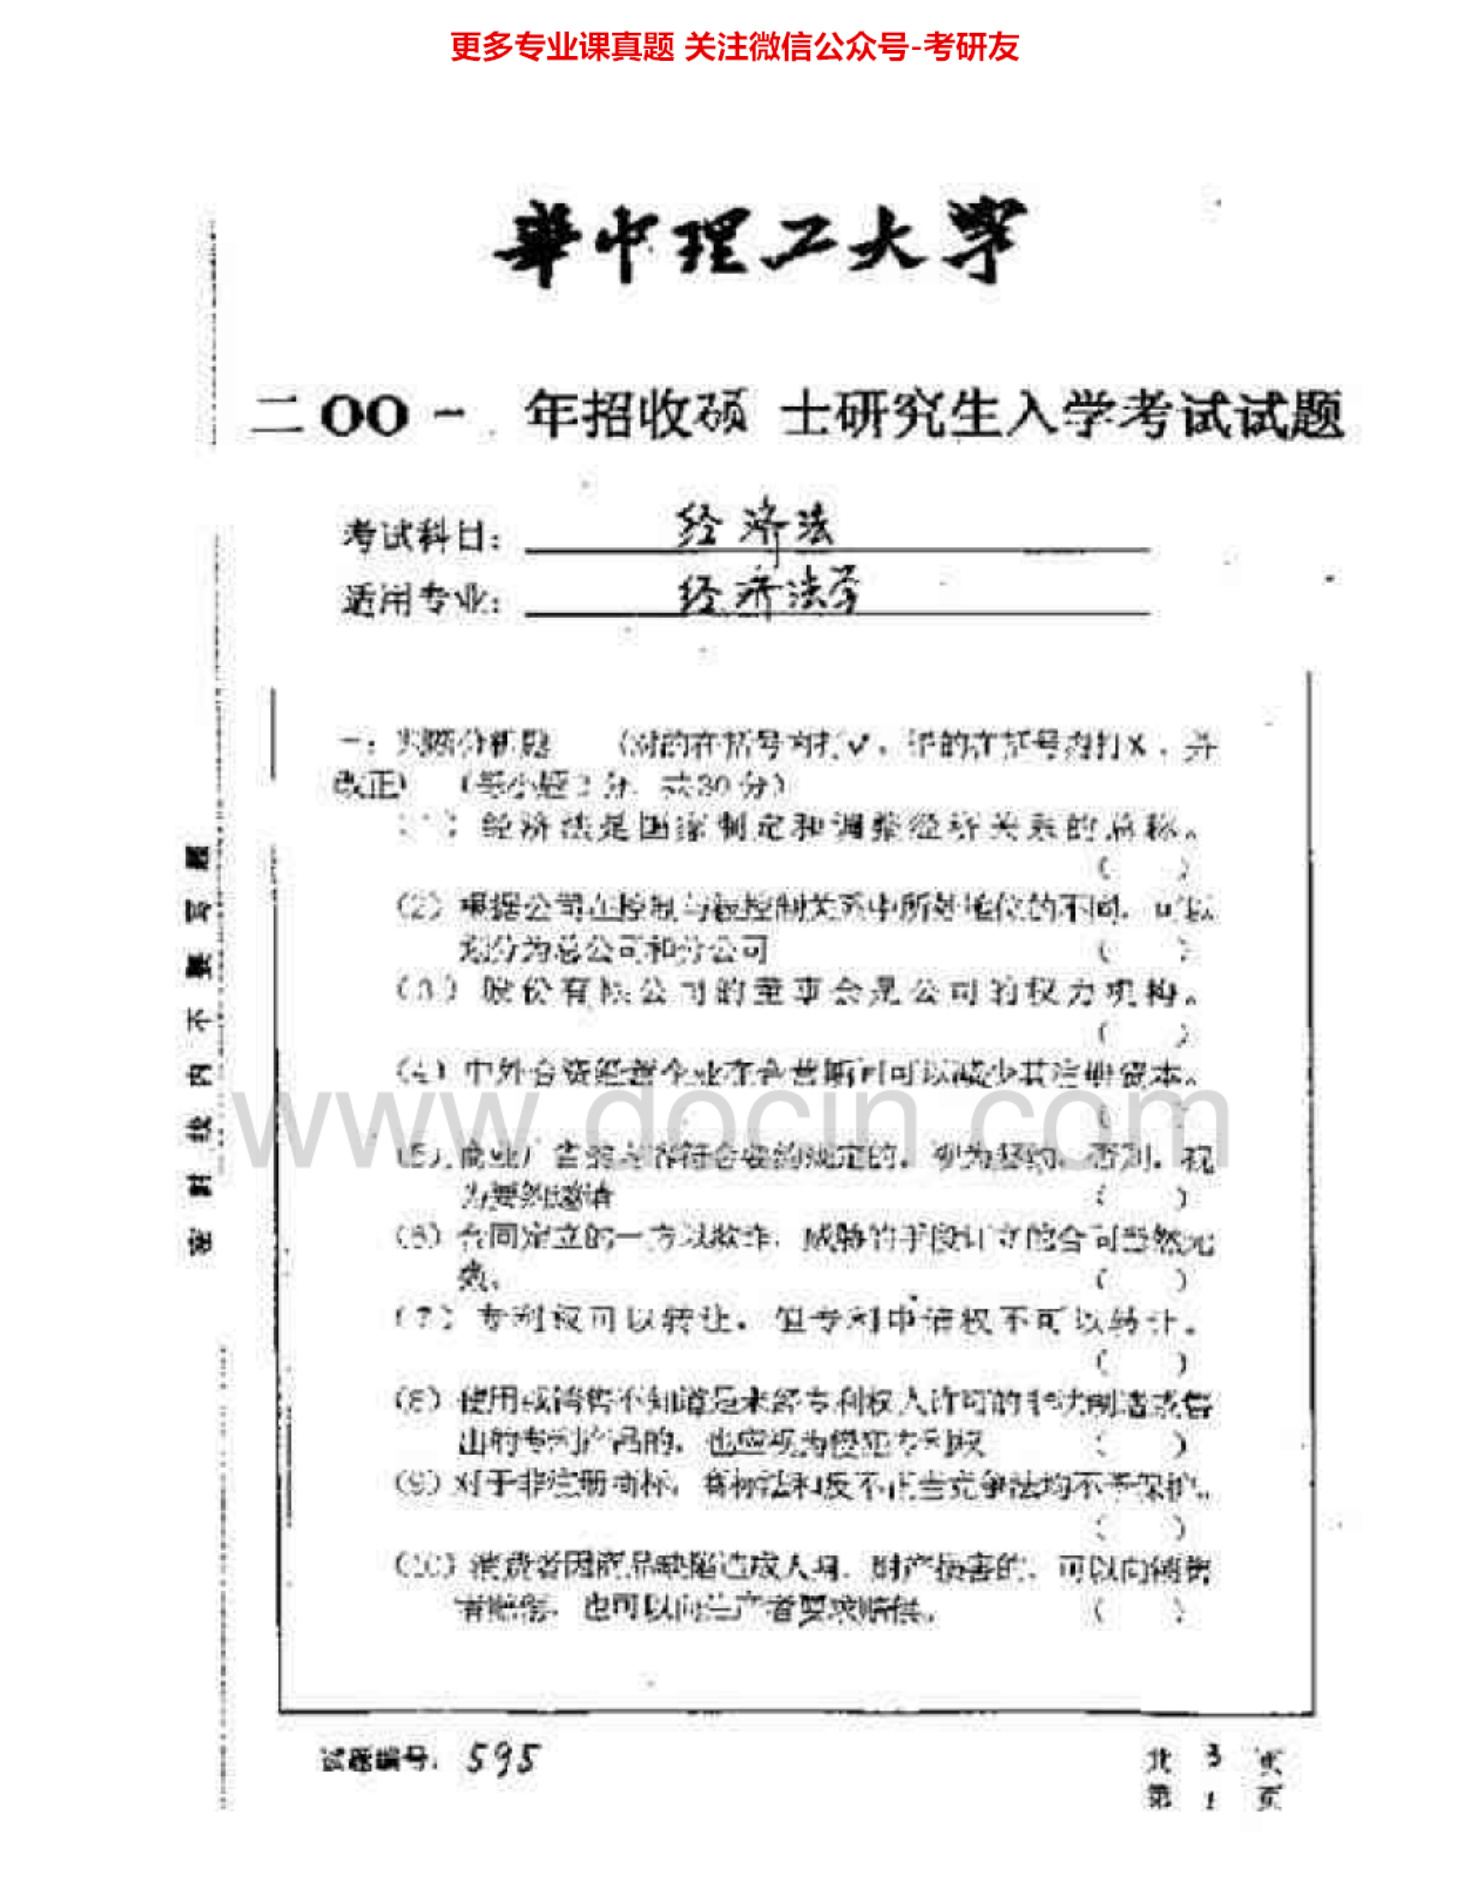 更多专业课真题 关注微信公众号-考研友
華中理工大学
二OO一 年招收硕 士研究生入学考试试题
考试科目: 经济法
适用专业: 经济法学
一: 判断分析题 (对的在括号内打√, 错的在括号内打X, 并
改正) (每小题3分, 共30分)
经济法是国家制定和调整经济关系的总称。
( )
(2) 根据公司在控制与被控制关系中所处地位的不同, 可以
划分为总公司和分公司 ( )
(3) 股份有限公司的董事会是公司的权力机构。
( )
(4) 中外合资经营企业在合营期间可以减少其注册资本。
( )
(5) 商业广告的内容符合要约规定的, 视为要约, 否则, 视
为要约邀请 ( )
(6) 合同定立的一方以欺诈, 威胁的手段订立的合同当然无
效。 ( )
(7) 专利权可以转让, 但专利申请权不可以转让。
( )
(8) 使用或销售不知道是未经专利权人许可的非法制造或售
出的专利产品的, 也应视为侵犯专利权 ( )
(9) 对于非注册商标, 商标法和反不正当竞争法均不予保护。
( )
(10) 消费者因商品缺陷造成人身, 财产损害的, 可以向销售
者赔偿, 也可以向生产者要求赔偿。 ( )
密封线内不要写题
www.docin.com
试题编号: 595
共 3 页
第 1 页